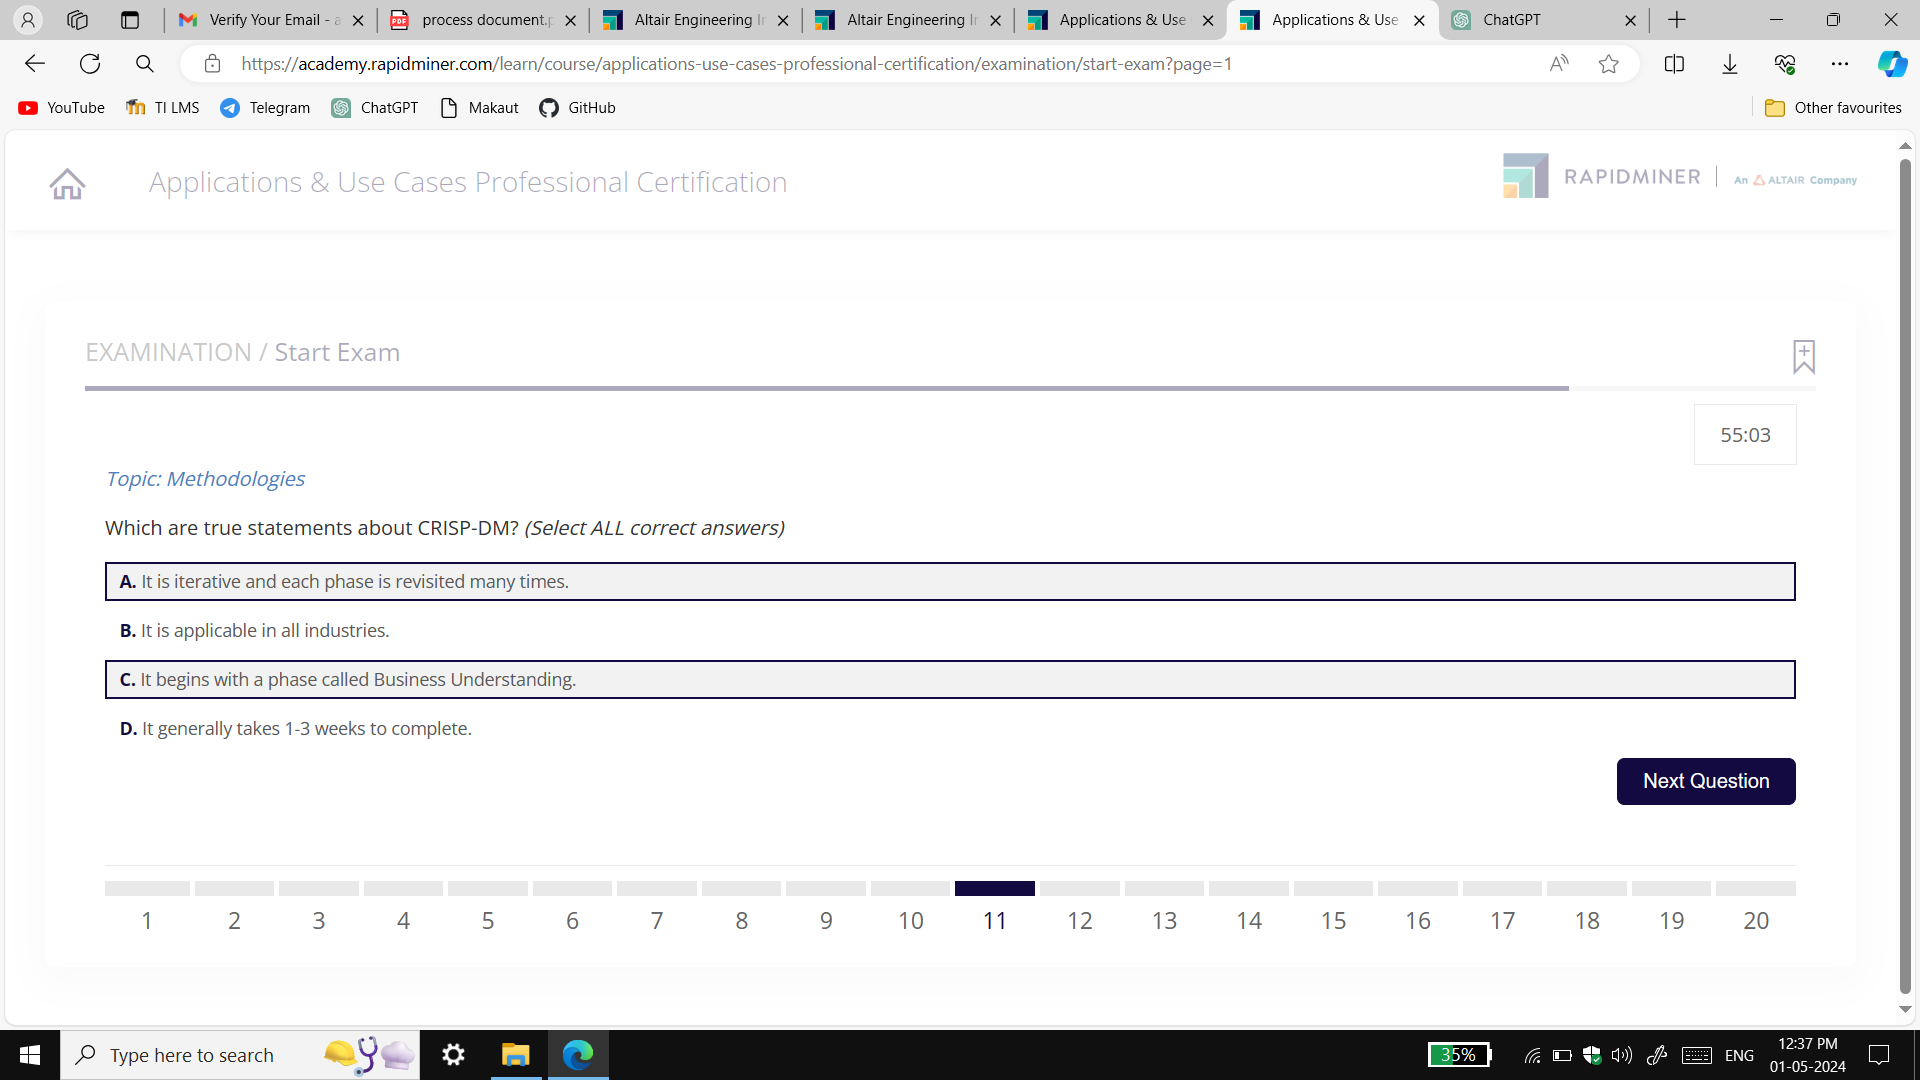 Verify Your Email - a
process document.p
Altair Engineering In
Altair Engineering In
Applications & Use
Applications & Use
ChatGPT
https://academy.rapidminer.com/learn/course/applications-use-cases-professional-certification/examination/start-exam?page=1
YouTube
TI LMS
Telegram
ChatGPT
Makaut
GitHub
Other favourites
Applications & Use Cases Professional Certification
RAPIDMINER
An ALTAIR Company
EXAMINATION / Start Exam
55:03
Topic: Methodologies
Which are true statements about CRISP-DM? (Select ALL correct answers)
A. It is iterative and each phase is revisited many times.
B. It is applicable in all industries.
C. It begins with a phase called Business Understanding.
D. It generally takes 1-3 weeks to complete.
Next Question
1 2 3 4 5 6 7 8 9 10 11 12 13 14 15 16 17 18 19 20
Type here to search
35%
ENG
12:37 PM
01-05-2024